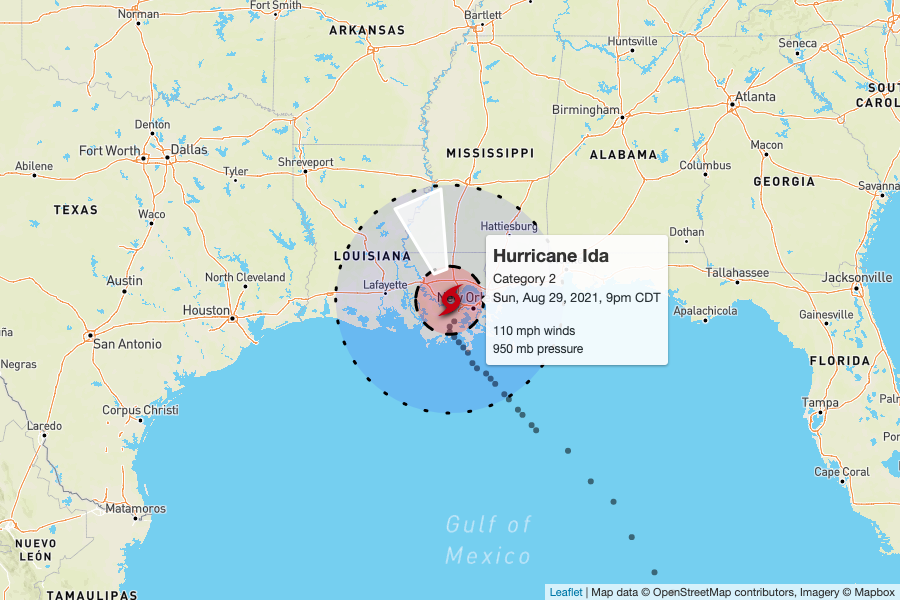 Norman
Fort Smith
ARKANSAS
Bartlett
Huntsville
Seneca
SOUT
CAROL
Birmingham
Atlanta
Denton
Fort Worth
Dallas
Abilene
Tyler
Shreveport
MISSISSIPPI
ALABAMA
Macon
Columbus
GEORGIA
Savanna
TEXAS
Waco
Hattiesburg
Dothan
LOUISIANA
Hurricane Ida
Category 2
Sun, Aug 29, 2021, 9pm CDT
110 mph winds
950 mb pressure
Tallahassee
Jacksonville
Austin
North Cleveland
Lafayette
New Or
Houston
Apalachicola
Gainesville
San Antonio
Negras
FLORIDA
Corpus Christi
Tampa
Palm
Laredo
Por
Cape Coral
Matamoros
Gulf of
Mexico
NUEVO
LEÓN
TAMAULIPAS
Leaflet | Map data © OpenStreetMap contributors, Imagery © Mapbox